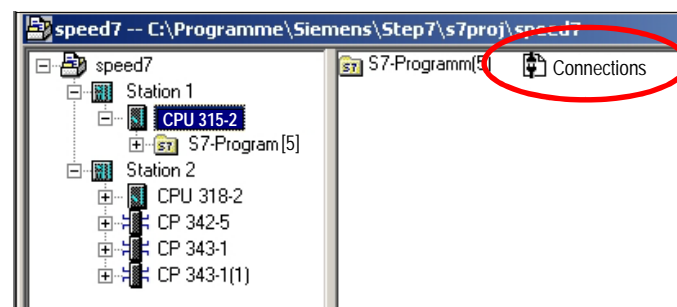 speed7 -- C:\Programme\Siemens\Step7\s7proj\speed7
speed7
Station 1
CPU 315-2
S7-Program [5]
Station 2
CPU 318-2
CP 342-5
CP 343-1
CP 343-1(1)
S7 S7-Programm(5) Connections